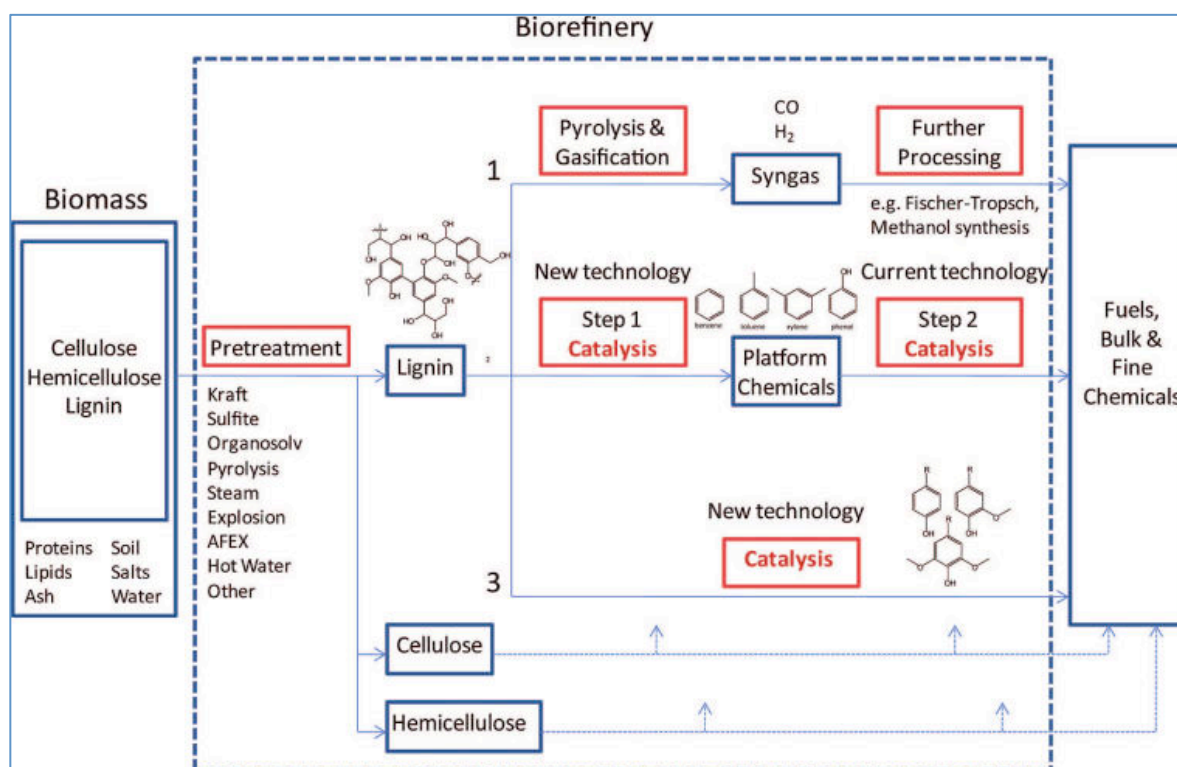 Biorefinery
Biomass
Cellulose
Hemicellulose
Lignin
Proteins Soil
Lipids Salts
Ash Water
Pretreatment
Kraft
Sulfite
Organosolv
Pyrolysis
Steam
Explosion
AFEX
Hot Water
Other
Lignin
1
Pyrolysis &
Gasification
CO
H2
Syngas
Further
Processing
e.g. Fischer-Tropsch,
Methanol synthesis
2
New technology
Step 1
Catalysis
benzene
toluene
xylene
phenol
Platform
Chemicals
Current technology
Step 2
Catalysis
3
New technology
Catalysis
Cellulose
Hemicellulose
Fuels,
Bulk &
Fine
Chemicals